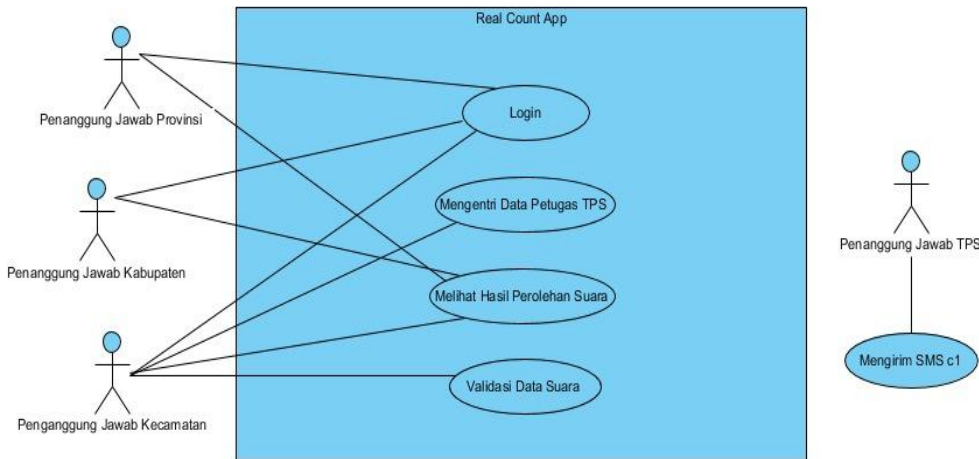 Real Count App
Penanggung Jawab Provinsi
Login
Mengentri Data Petugas TPS
Penanggung Jawab Kabupaten
Penanggung Jawab TPS
Melihat Hasil Perolehan Suara
Mengirim SMS c1
Validasi Data Suara
Penganggung Jawab Kecamatan